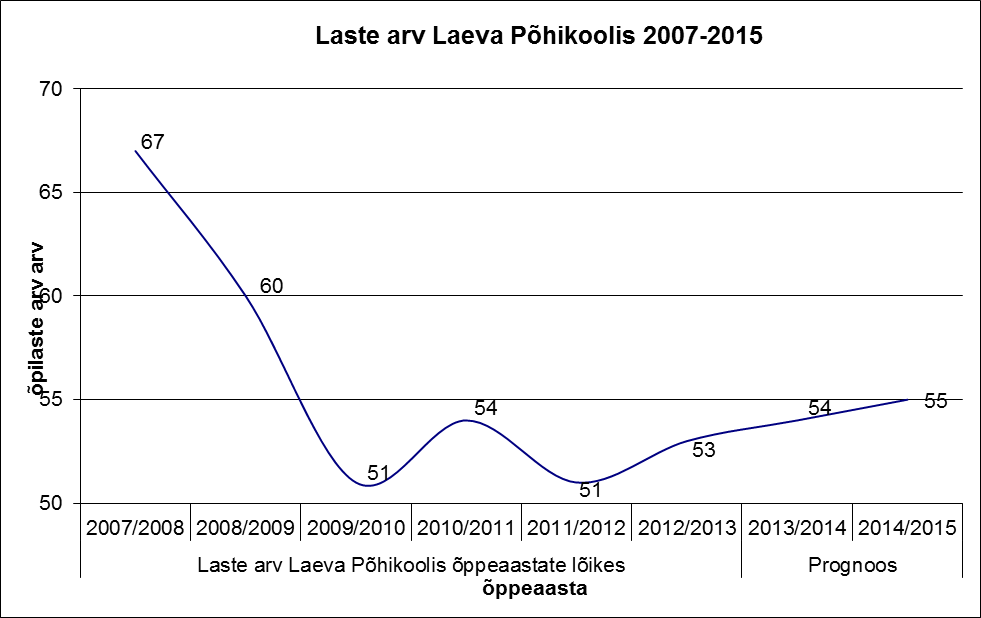 Laste arv Laeva Põhikoolis 2007-2015
õpilaste arv arv
70
65
60
55
50
67
60
51
54
51
53
54
55
2007/2008 2008/2009 2009/2010 2010/2011 2011/2012 2012/2013 2013/2014 2014/2015
Laste arv Laeva Põhikoolis õppeaastate lõikes Prognoos
õppeaasta